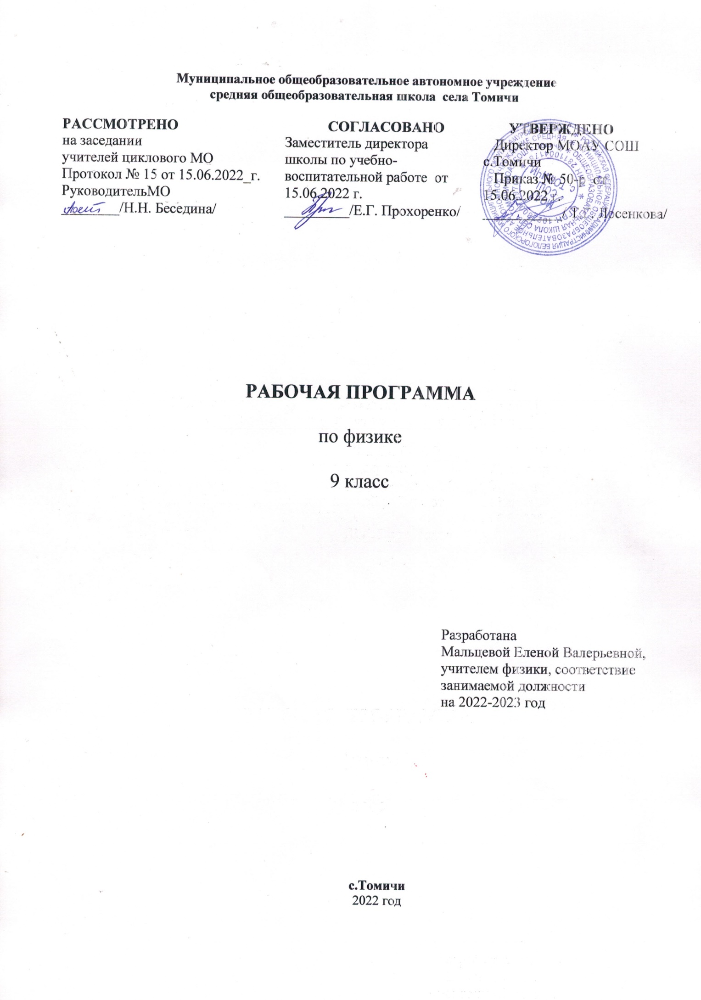 Муниципальное общеобразовательное автономное учреждение
средняя общеобразовательная школа села Томичи
РАССМОТРЕНО
на заседании
учителей циклового МО
Протокол № 15 от 15.06.2022_г.
РуководительМО
_________/Н.Н. Беседина/
СОГЛАСОВАНО
Заместитель директора
школы по учебно-
воспитательной работе от
15.06.2022 г.
__________/Е.Г. Прохоренко/
УТВЕРЖДЕНО
Директор МОАУ СОШ
с.Томичи
Приказ № 50-р от
15.06.2022 г.
____________/ Лосенкова/
РАБОЧАЯ ПРОГРАММА
по физике
9 класс
Разработана
Мальцевой Еленой Валерьевной,
учителем физики, соответствие
занимаемой должности
на 2022-2023 год
с.Томичи
2022 год